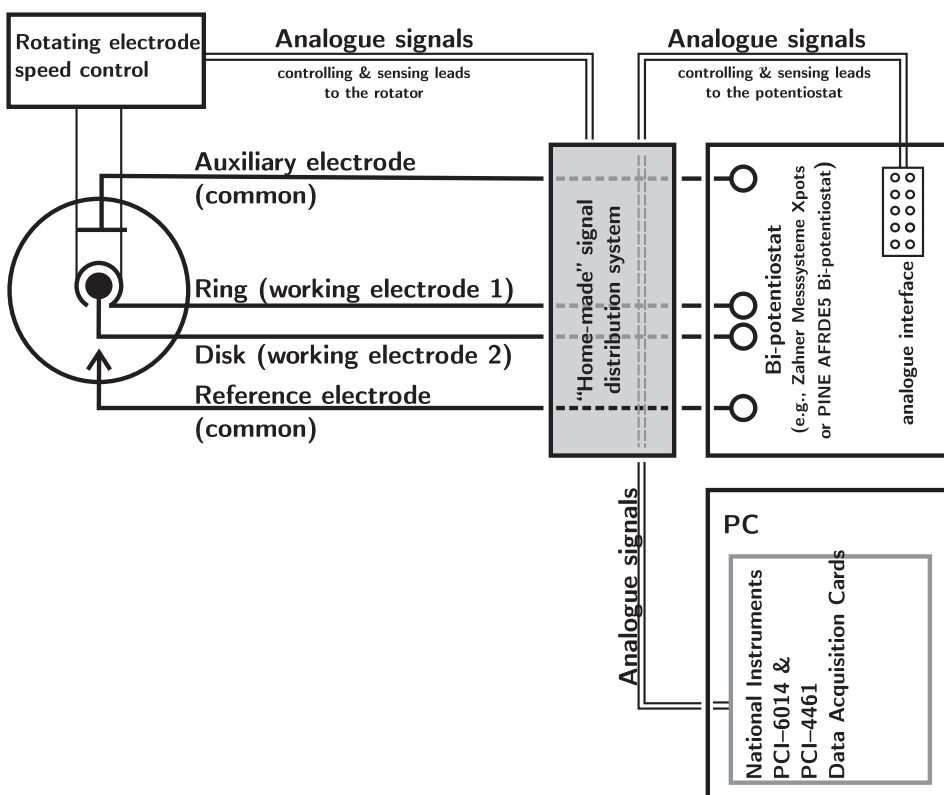 Rotating electrode
speed control
Analogue signals
controlling & sensing leads
to the rotator
Analogue signals
controlling & sensing leads
to the potentiostat
Auxiliary electrode
(common)
Ring (working electrode 1)
Disk (working electrode 2)
Reference electrode
(common)
“Home-made” signal
distribution system
Bi-potentiostat
(e.g., Zahner Messsysteme Xpots
or PINE AFRDE5 Bi-potentiostat)
analogue interface
Analogue signals
PC
National Instruments
PCI–6014 &
PCI–4461
Data Acquisition Cards